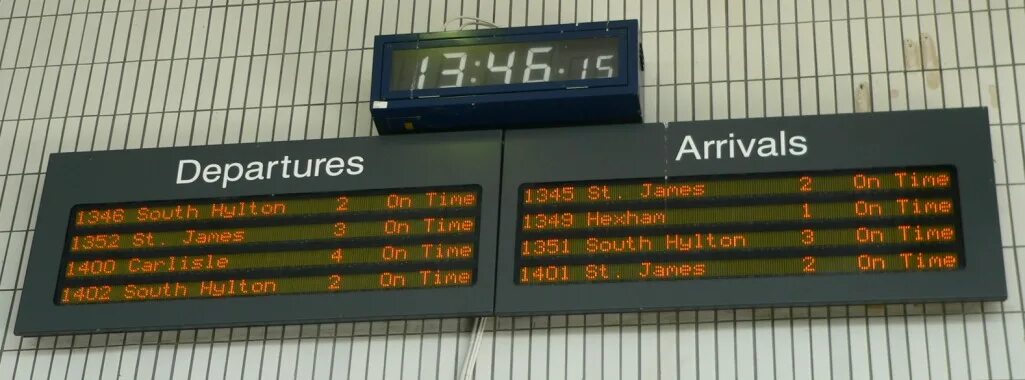 13:46.15
Departures
1346 South Hylton 2 On Time
1352 St. James 3 On Time
1400 Carlisle 4 On Time
1402 South Hylton 2 On Time
Arrivals
1345 St. James 2 On Time
1349 Hexham 1 On Time
1351 South Hylton 3 On Time
1401 St. James 2 On Time